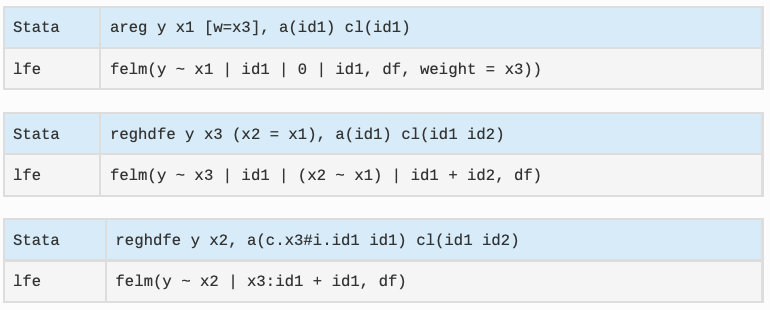 Stata areg y x1 [w=x3], a(id1) cl(id1)
lfe felm(y ~ x1 | id1 | 0 | id1, df, weight = x3))
Stata reghdfe y x3 (x2 = x1), a(id1) cl(id1 id2)
lfe felm(y ~ x3 | id1 | (x2 ~ x1) | id1 + id2, df)
Stata reghdfe y x2, a(c.x3#i.id1 id1) cl(id1 id2)
lfe felm(y ~ x2 | x3:id1 + id1, df)